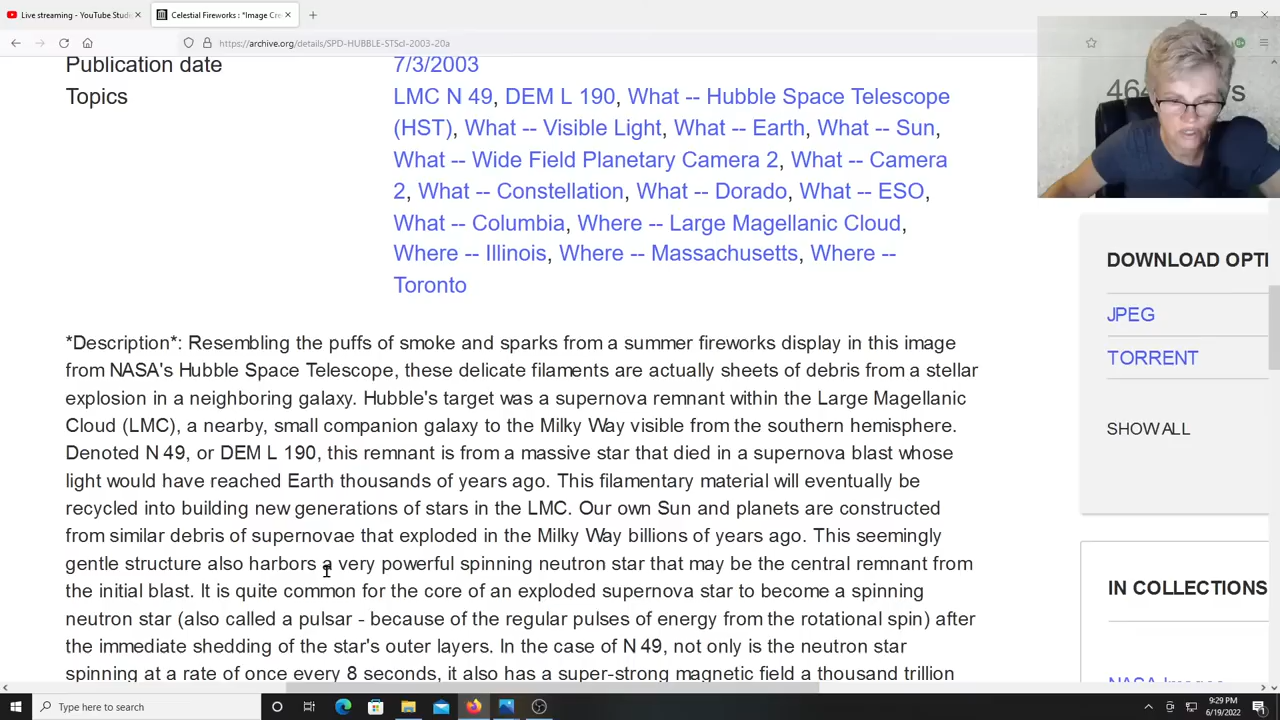 Live streaming - YouTube Stud
Celestial Fireworks : *Image Cre
https://archive.org/details/SPD-HUBBLE-STScI-2003-20a
Publication date 7/3/2003
Topics LMC N 49, DEM L 190, What -- Hubble Space Telescope
(HST), What -- Visible Light, What -- Earth, What -- Sun,
What -- Wide Field Planetary Camera 2, What -- Camera
2, What -- Constellation, What -- Dorado, What -- ESO,
What -- Columbia, Where -- Large Magellanic Cloud,
Where -- Illinois, Where -- Massachusetts, Where --
Toronto
*Description*: Resembling the puffs of smoke and sparks from a summer fireworks display in this image
from NASA's Hubble Space Telescope, these delicate filaments are actually sheets of debris from a stellar
explosion in a neighboring galaxy. Hubble's target was a supernova remnant within the Large Magellanic
Cloud (LMC), a nearby, small companion galaxy to the Milky Way visible from the southern hemisphere.
Denoted N 49, or DEM L 190, this remnant is from a massive star that died in a supernova blast whose
light would have reached Earth thousands of years ago. This filamentary material will eventually be
recycled into building new generations of stars in the LMC. Our own Sun and planets are constructed
from similar debris of supernovae that exploded in the Milky Way billions of years ago. This seemingly
gentle structure also harbors a very powerful spinning neutron star that may be the central remnant from
the initial blast. It is quite common for the core of an exploded supernova star to become a spinning
neutron star (also called a pulsar - because of the regular pulses of energy from the rotational spin) after
the immediate shedding of the star's outer layers. In the case of N 49, not only is the neutron star
spinning at a rate of once every 8 seconds, it also has a super-strong magnetic field a thousand trillion
DOWNLOAD OPTI
JPEG
TORRENT
SHOW ALL
IN COLLECTIONS
NASA Images
Type here to search
9:29 PM
6/19/2022